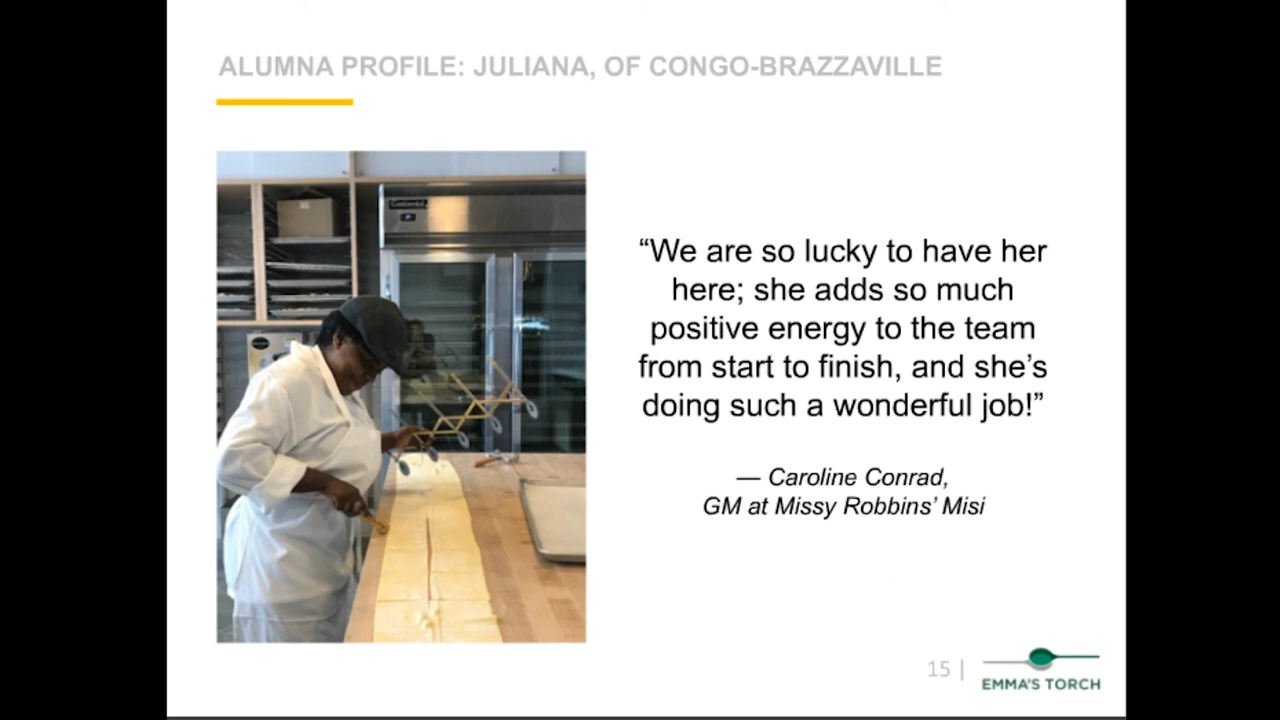 ALUMNA PROFILE: JULIANA, OF CONGO-BRAZZAVILLE
Continental
“We are so lucky to have her
here; she adds so much
positive energy to the team
from start to finish, and she’s
doing such a wonderful job!”
— Caroline Conrad,
GM at Missy Robbins’ Misi
15 |
EMMA'S TORCH